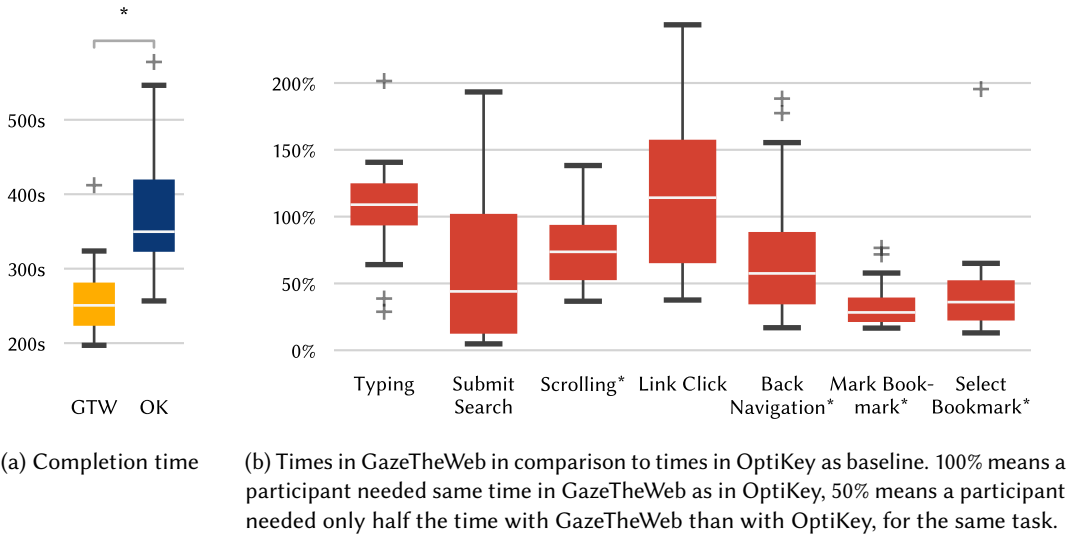 *
500s
400s
300s
200s
GTW OK
(a) Completion time
200%
150%
100%
50%
0%
Typing Submit Scrolling* Link Click Back Mark Book- Select
Search Navigation* mark* Bookmark*
(b) Times in GazeTheWeb in comparison to times in OptiKey as baseline. 100% means a
participant needed same time in GazeTheWeb as in OptiKey, 50% means a participant
needed only half the time with GazeTheWeb than with OptiKey, for the same task.